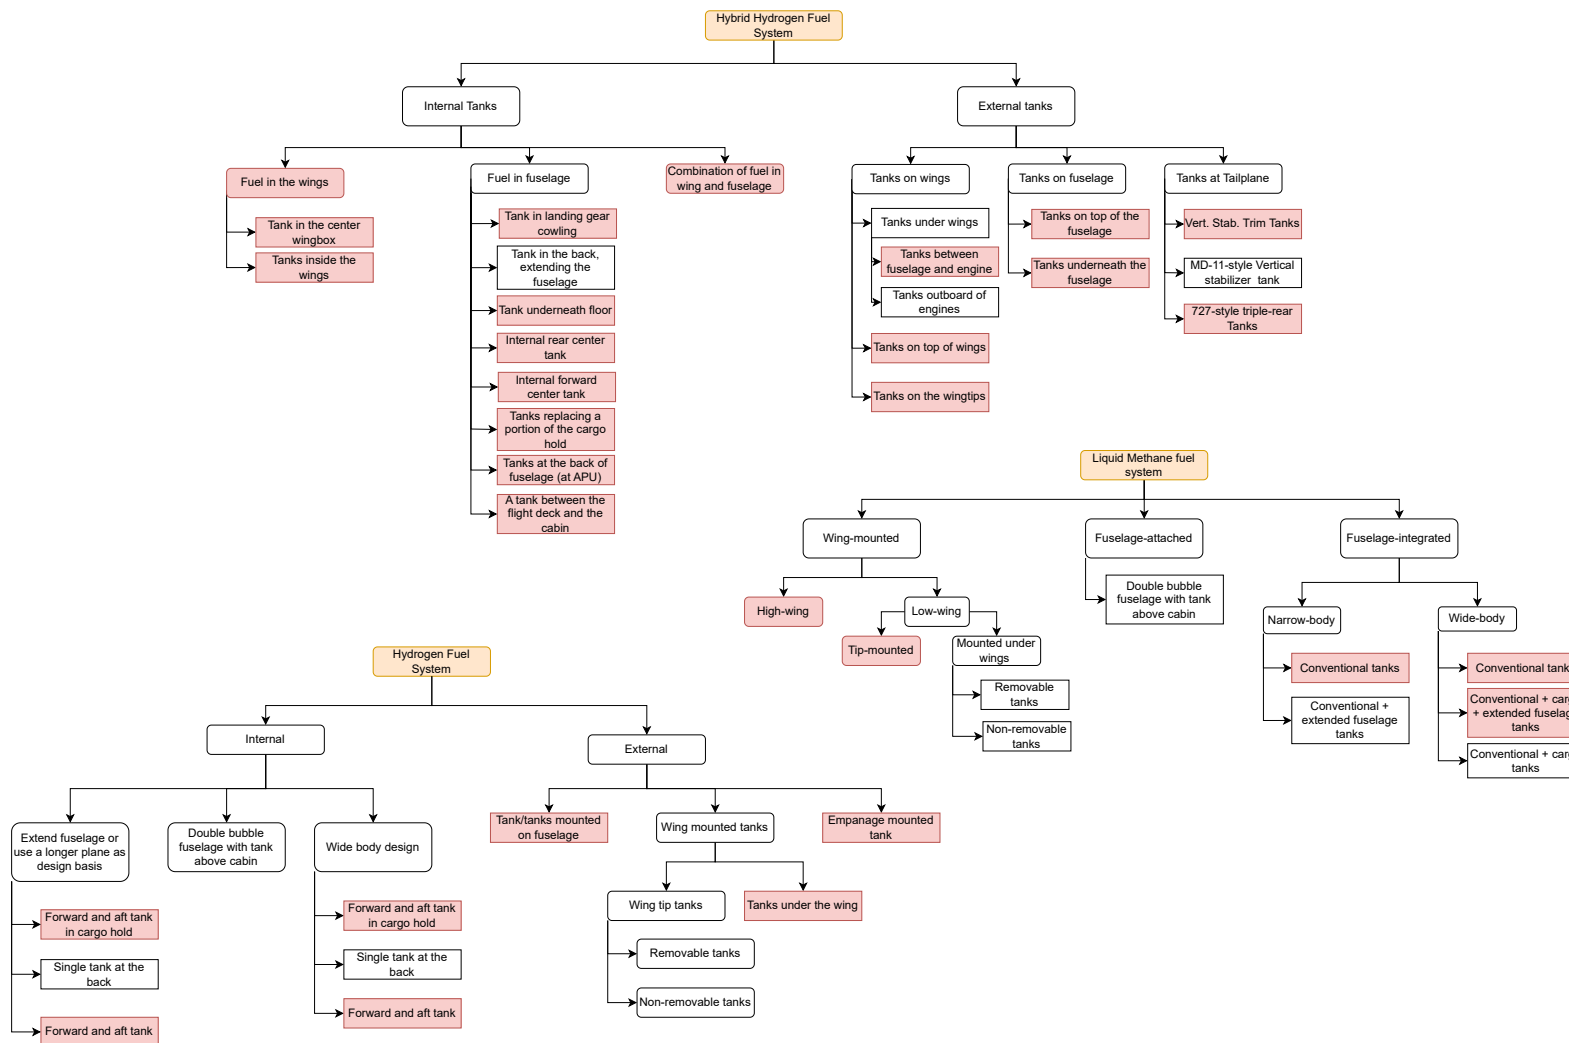 Hybrid Hydrogen Fuel
System
Internal Tanks
External tanks
Fuel in the wings
Tank in the center
wingbox
Tanks inside the
wings
Fuel in fuselage
Tank in landing gear
cowling
Tank in the back,
extending the
fuselage
Tank underneath floor
Internal rear center
tank
Internal forward
center tank
Tanks replacing a
portion of the cargo
hold
Tanks at the back of
fuselage (at APU)
A tank between the
flight deck and the
cabin
Combination of fuel in
wing and fuselage
Tanks on wings
Tanks under wings
Tanks between
fuselage and engine
Tanks outboard of
engines
Tanks on top of wings
Tanks on the wingtips
Tanks on fuselage
Tanks on top of the
fuselage
Tanks underneath the
fuselage
Tanks at Tailplane
Vert. Stab. Trim Tanks
MD-11-style Vertical
stabilizer tank
727-style triple-rear
Tanks
Liquid Methane fuel
system
Wing-mounted
High-wing
Low-wing
Tip-mounted
Mounted under
wings
Removable
tanks
Non-removable
tanks
Fuselage-attached
Double bubble
fuselage with tank
above cabin
Fuselage-integrated
Narrow-body
Conventional tanks
Conventional +
extended fuselage
tanks
Wide-body
Conventional tank
Conventional + carg
+ extended fuselag
tanks
Conventional + carg
tanks
Hydrogen Fuel
System
Internal
Extend fuselage or
use a longer plane as
design basis
Forward and aft tank
in cargo hold
Single tank at the
back
Forward and aft tank
Double bubble
fuselage with tank
above cabin
Wide body design
Forward and aft tank
in cargo hold
Single tank at the
back
Forward and aft tank
External
Tank/tanks mounted
on fuselage
Wing mounted tanks
Wing tip tanks
Removable tanks
Non-removable tanks
Tanks under the wing
Empanage mounted
tank